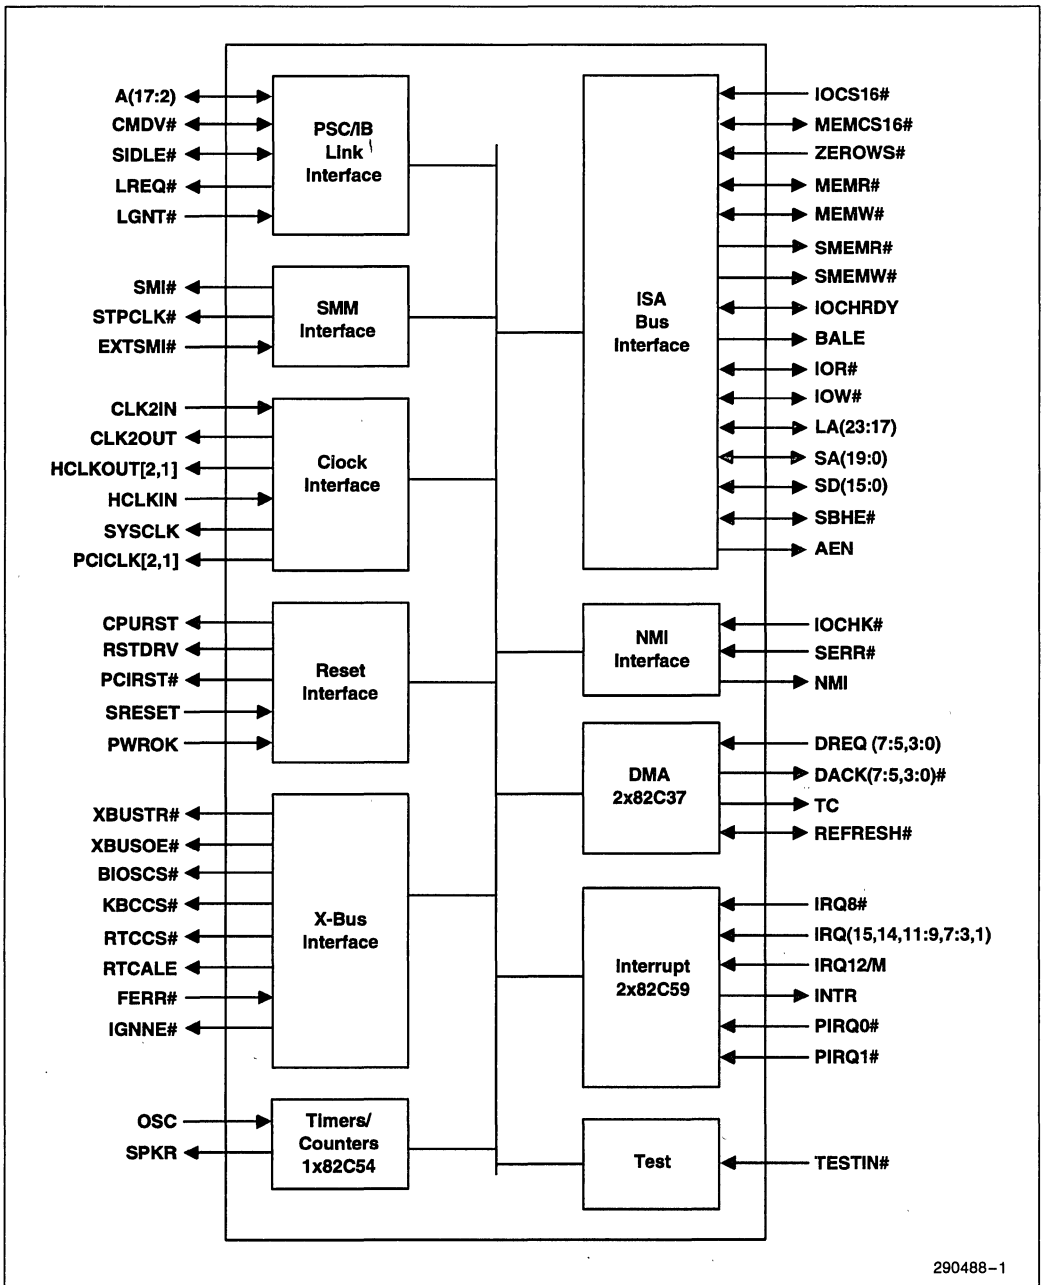 A(17:2)
CMDV#
SIDLE#
LREQ#
LGNT#
PSC/IB
Link
Interface
SMI#
STPCLK#
EXTSMI#
SMM
Interface
CLK2IN
CLK2OUT
HCLKOUT[2,1]
HCLKIN
SYSCLK
PCICLK[2,1]
Clock
Interface
CPURST
RSTDRV
PCIRST#
SRESET
PWROK
Reset
Interface
XBUSTR#
XBUSOE#
BIOSCS#
KBCCS#
RTCCS#
RTCALE
FERR#
IGNNE#
X-Bus
Interface
OSC
SPKR
Timers/
Counters
1x82C54
ISA
Bus
Interface
IOCS16#
MEMCS16#
ZEROWS#
MEMR#
MEMW#
SMEMR#
SMEMW#
IOCHRDY
BALE
IOR#
IOW#
LA(23:17)
SA(19:0)
SD(15:0)
SBHE#
AEN
NMI
Interface
IOCHK#
SERR#
NMI
DMA
2x82C37
DREQ (7:5,3:0)
DACK(7:5,3:0)#
TC
REFRESH#
Interrupt
2x82C59
IRQ8#
IRQ(15,14,11:9,7:3,1)
IRQ12/M
INTR
PIRQ0#
PIRQ1#
Test
TESTIN#
290488-1